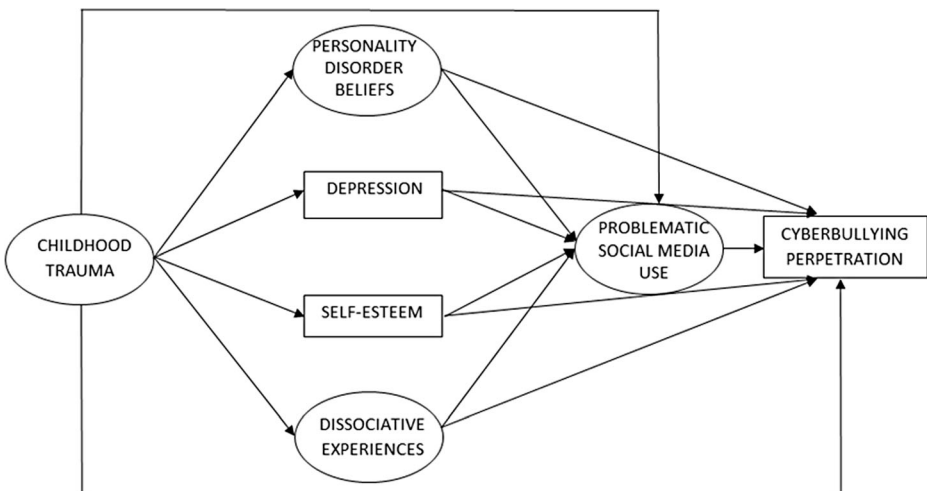 PERSONALITY
DISORDER
BELIEFS
DEPRESSION
CHILDHOOD
TRAUMA
PROBLEMATIC
SOCIAL MEDIA
USE
CYBERBULLYING
PERPETRATION
SELF-ESTEEM
DISSOCIATIVE
EXPERIENCES